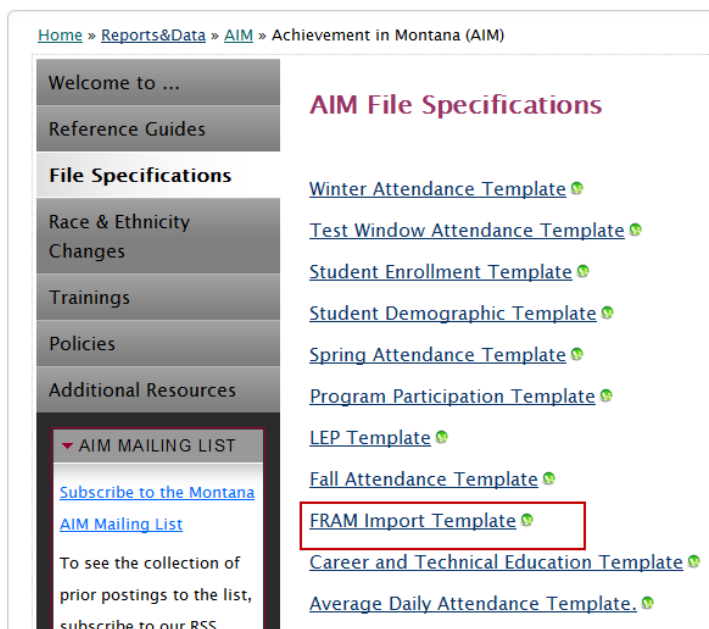 Home » Reports&Data » AIM » Achievement in Montana (AIM)
Welcome to ...
Reference Guides
File Specifications
Race & Ethnicity
Changes
Trainings
Policies
Additional Resources
AIM MAILING LIST
Subscribe to the Montana
AIM Mailing List
To see the collection of
prior postings to the list,
subscribe to our RSS
AIM File Specifications
Winter Attendance Template
Test Window Attendance Template
Student Enrollment Template
Student Demographic Template
Spring Attendance Template
Program Participation Template
LEP Template
Fall Attendance Template
FRAM Import Template
Career and Technical Education Template
Average Daily Attendance Template.